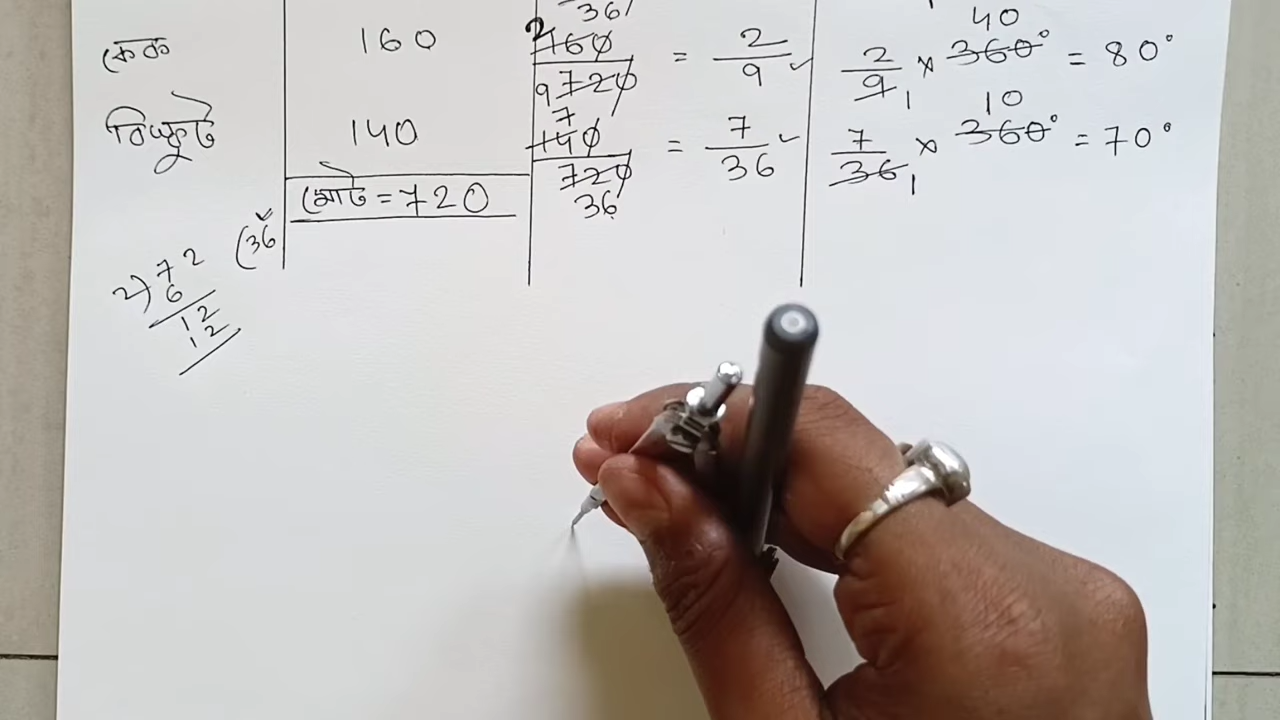 36
40
কেক 160 2 160/9 720 = 2/9 ✓ 2/9 1 × 360° = 80°
10
বিস্কুট 140 7 140/720 36 = 7/36 ✓ 7/36 1 × 360° = 70°
মোট = 720
2) 72 (36 ✓
6
12
12